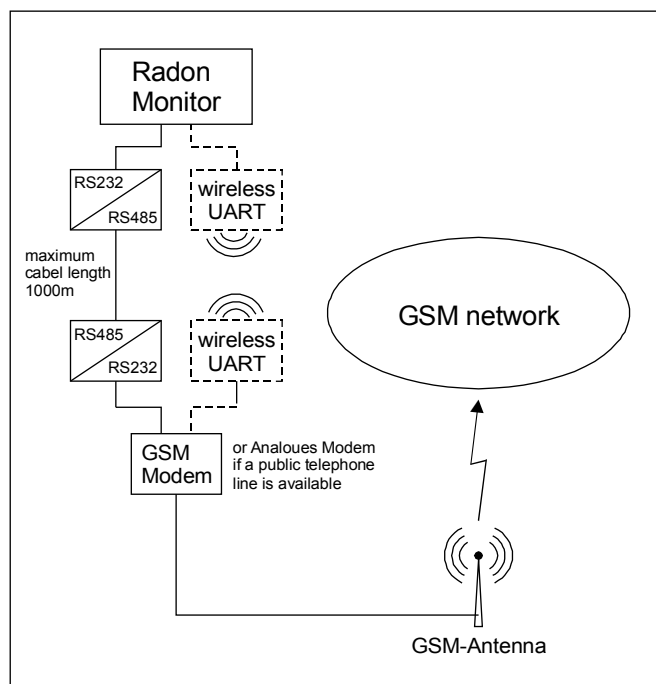 Radon
Monitor
RS232
RS485
wireless
UART
maximum
cabel length
1000m
RS485
RS232
wireless
UART
GSM network
GSM
Modem
or Analoues Modem
if a public telephone
line is available
GSM-Antenna